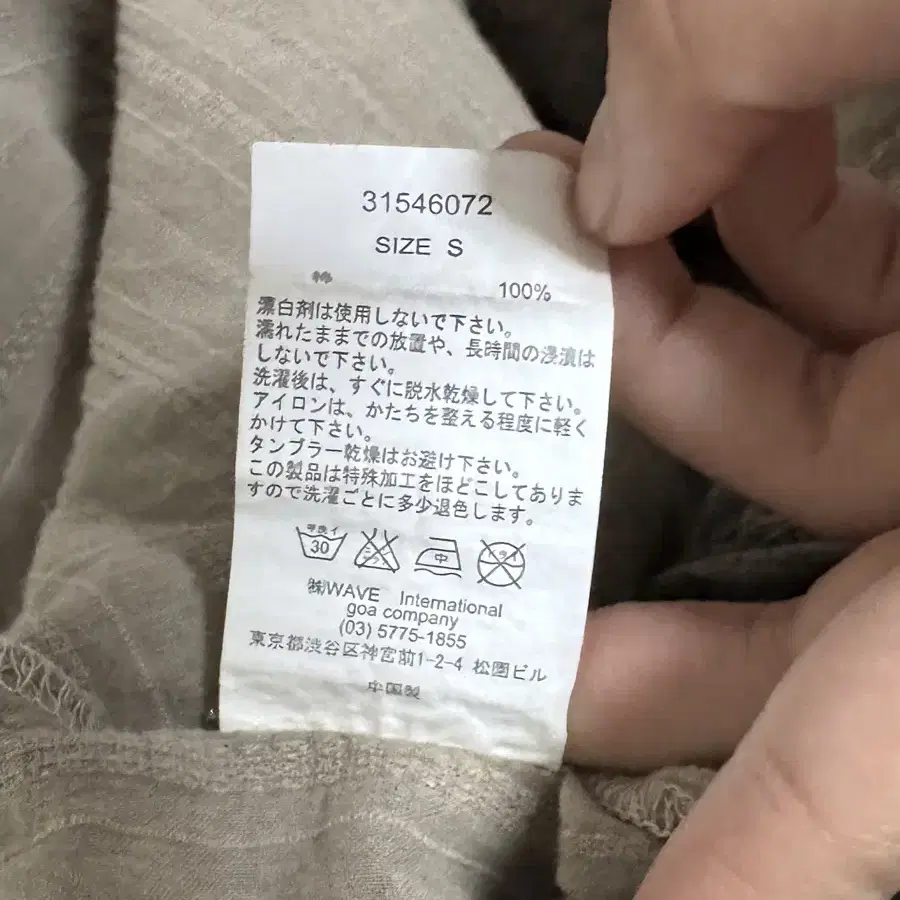 31546072
SIZE S
綿 100%
漂白剤は使用しないで下さい。
濡れたままでの放置や、長時間の浸漬は
しないで下さい。
洗濯後は、すぐに脱水乾燥して下さい。
アイロンは、かたちを整える程度に軽く
かけて下さい。
タンブラー乾燥はお避け下さい。
この製品は特殊加工をほどこしてありま
すので洗濯ごとに多少退色します。
手洗イ
30
中
ドライ
㈱WAVE International
goa company
(03) 5775-1855
東京都渋谷区神宮前1-2-4 松園ビル
中国製